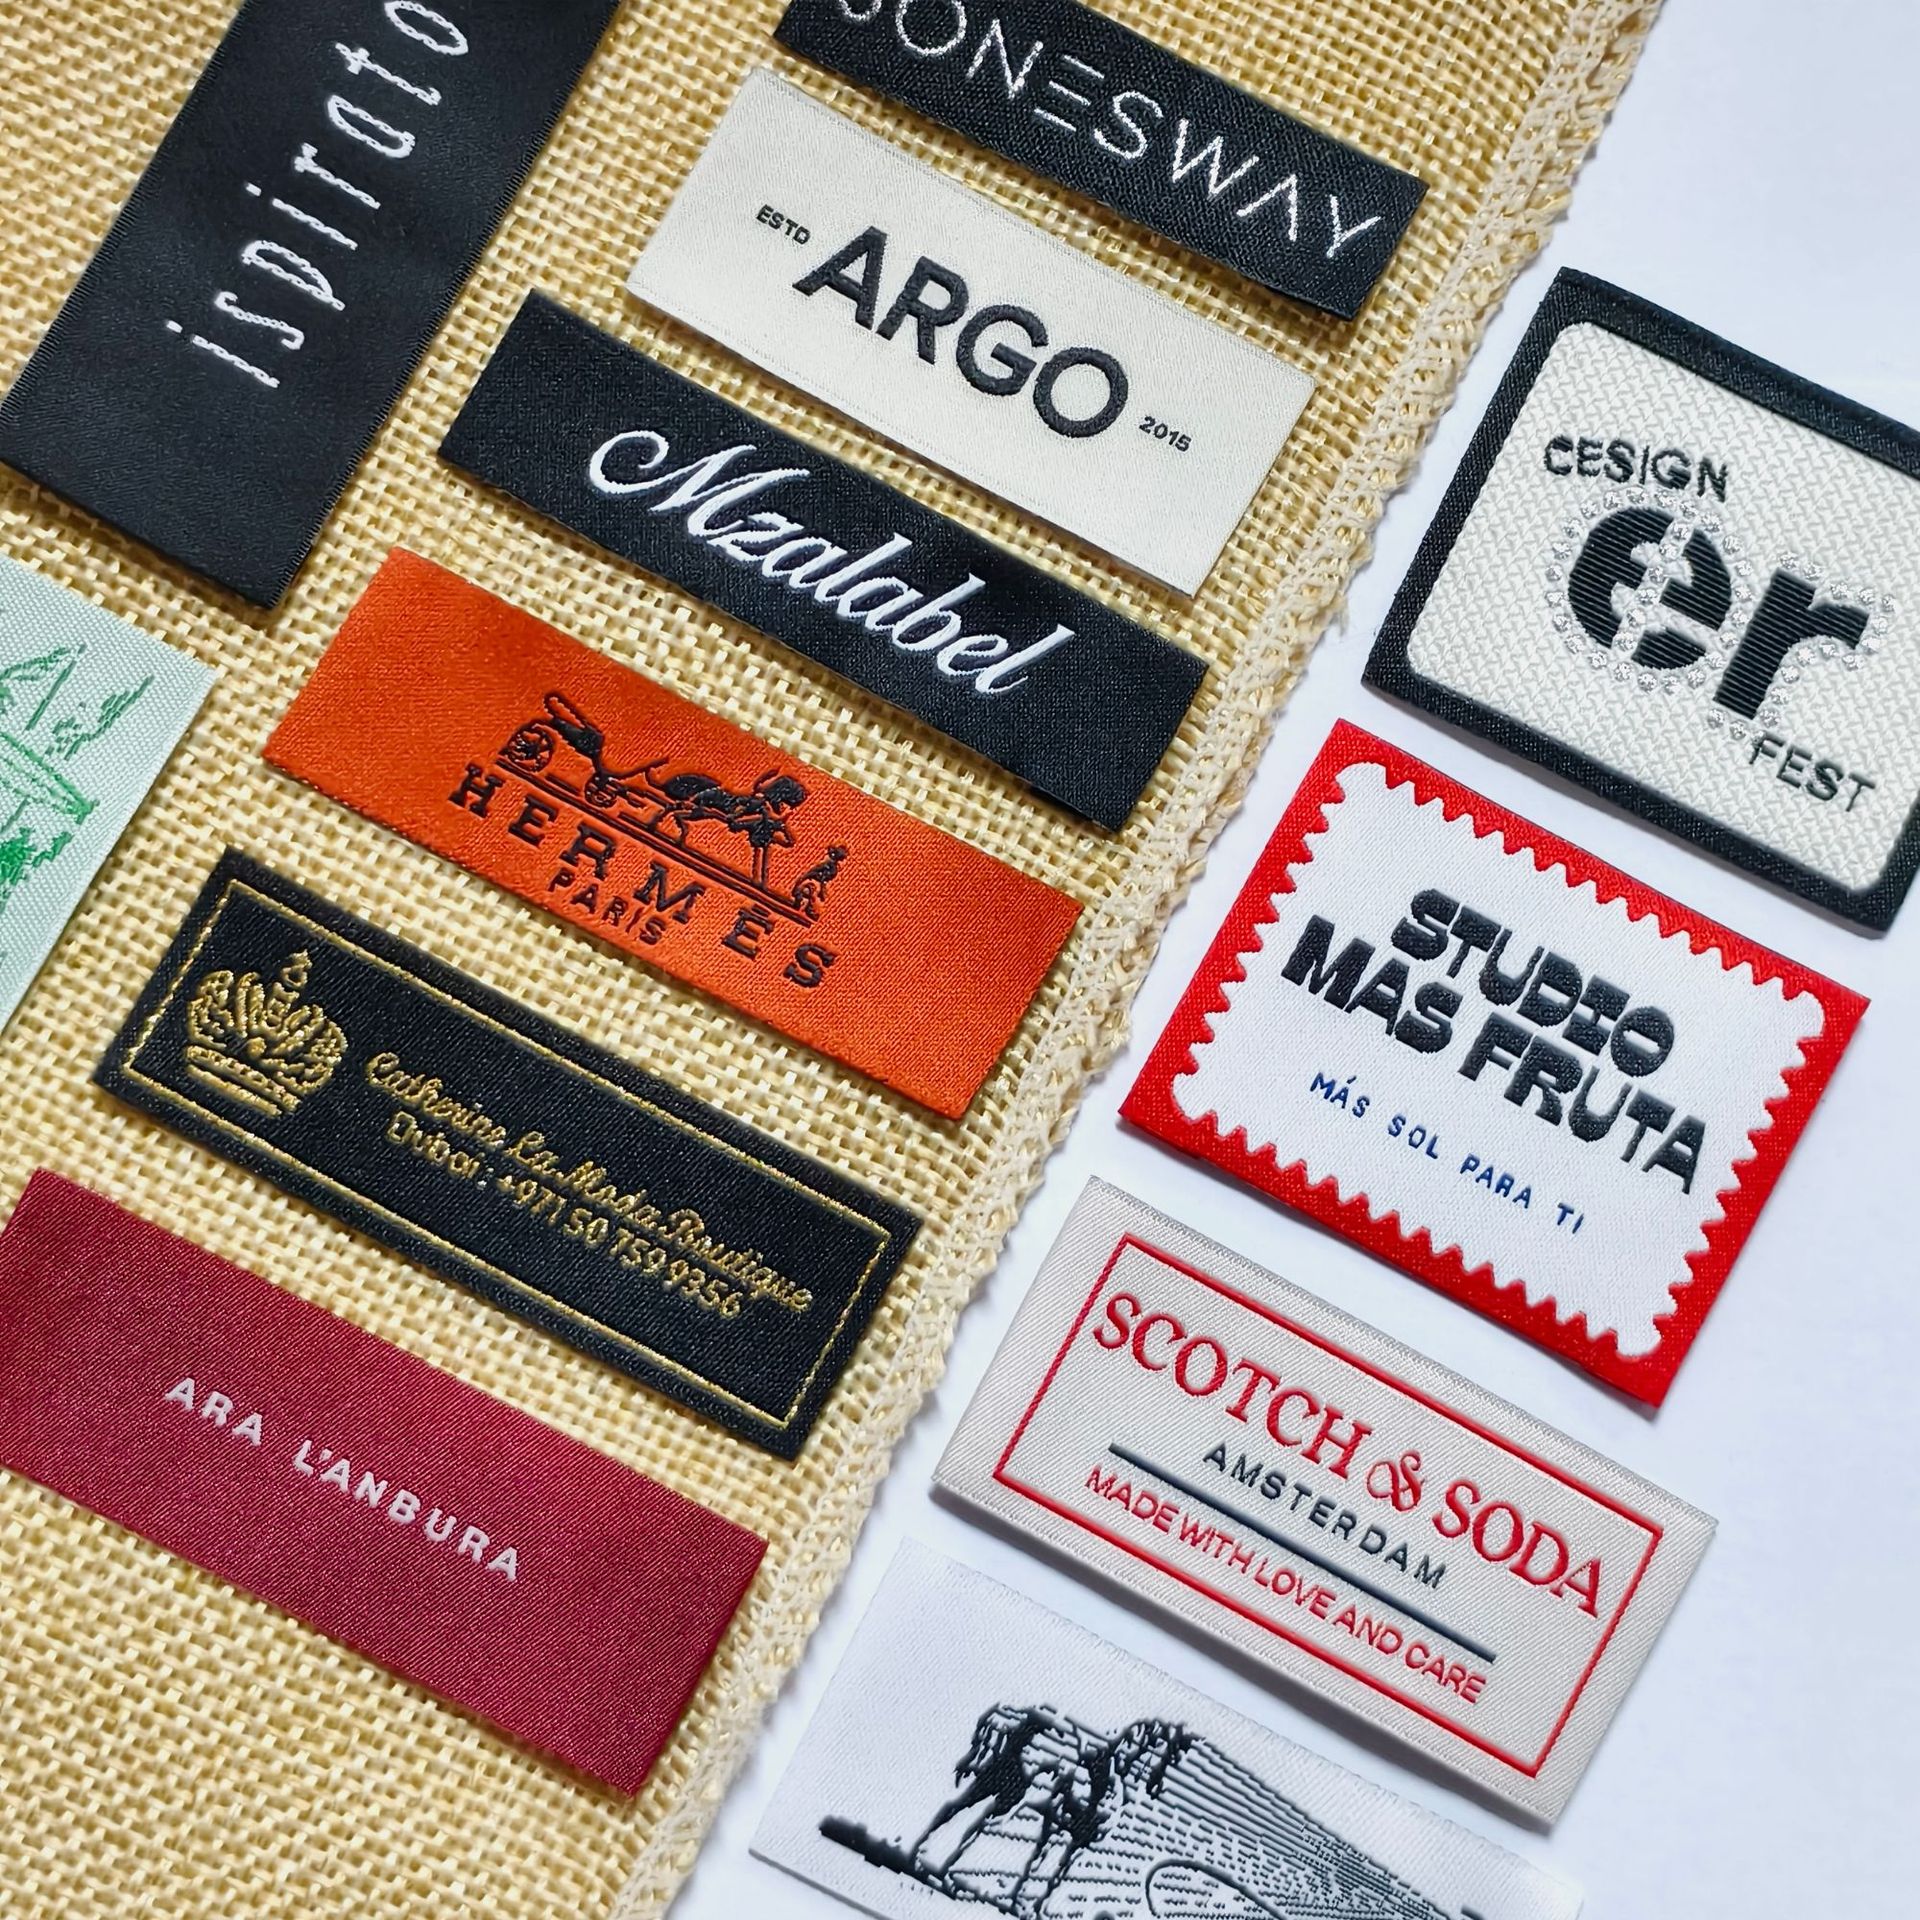 ispirato
JONESWAY
ESTD ARGO 2015
Mzalabel
HERMÈS
PARIS
Catherine La Moda Boutique
Dubai : +971 50 759 9356
ARA L'ANBURA
CESIGN
er
FEST
STUDIO
MAS FRUTA
MÁS SOL PARA TI
SCOTCH & SODA
AMSTERDAM
MADE WITH LOVE AND CARE